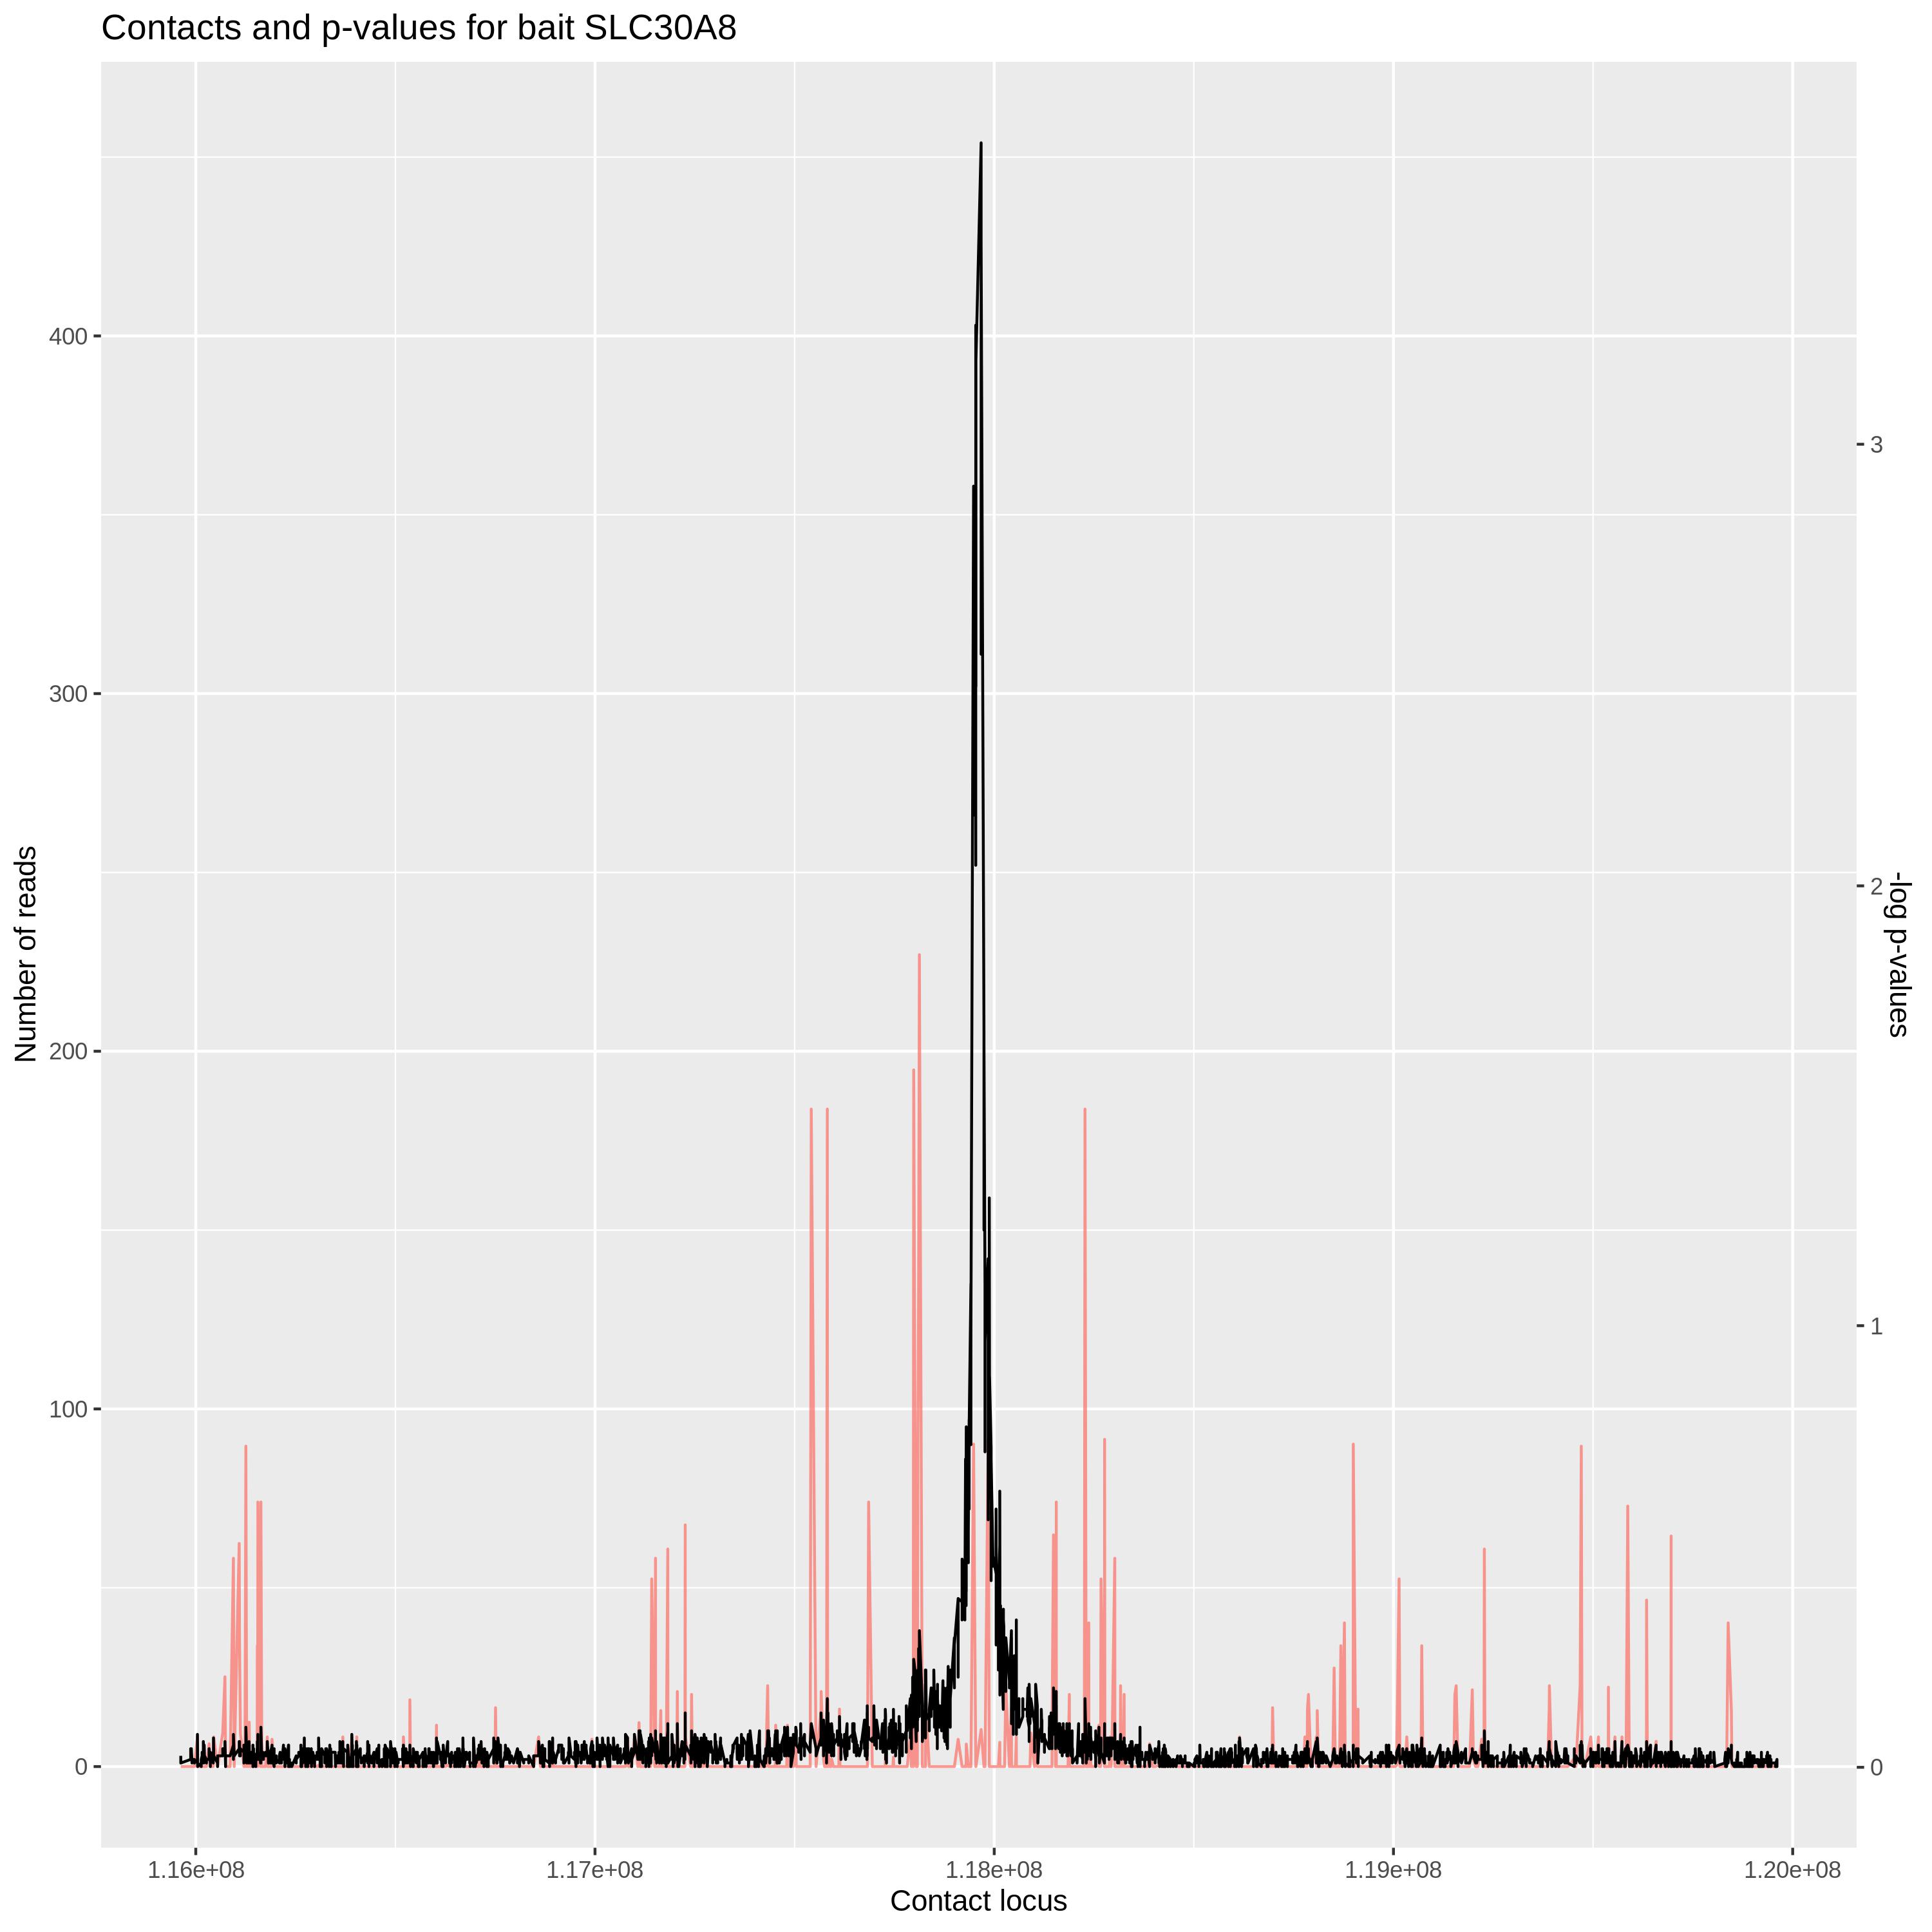 Contacts and p-values for bait SLC30A8
Number of reads
400
300
200
100
0
3
2
1
0
-log p-values
1.16e+08 1.17e+08 1.18e+08 1.19e+08 1.20e+08
Contact locus